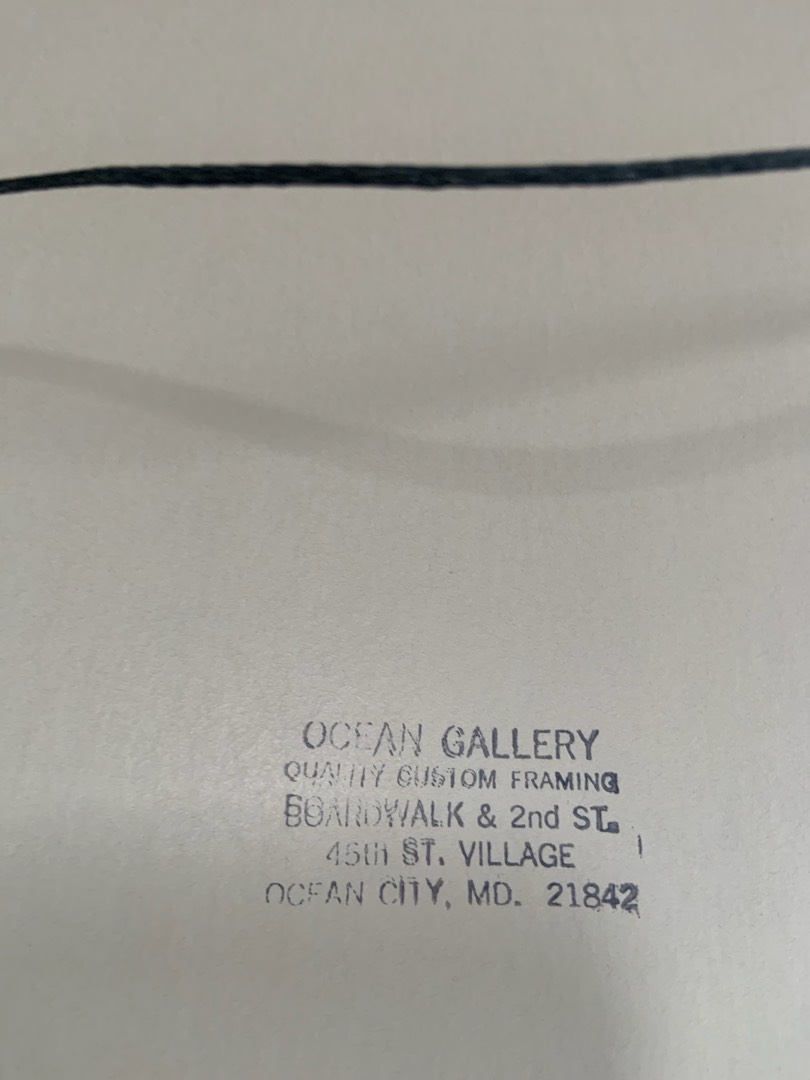 OCEAN GALLERY
QUALITY CUSTOM FRAMING
BOARDWALK & 2nd ST.
45th ST. VILLAGE
OCEAN CITY, MD. 21842